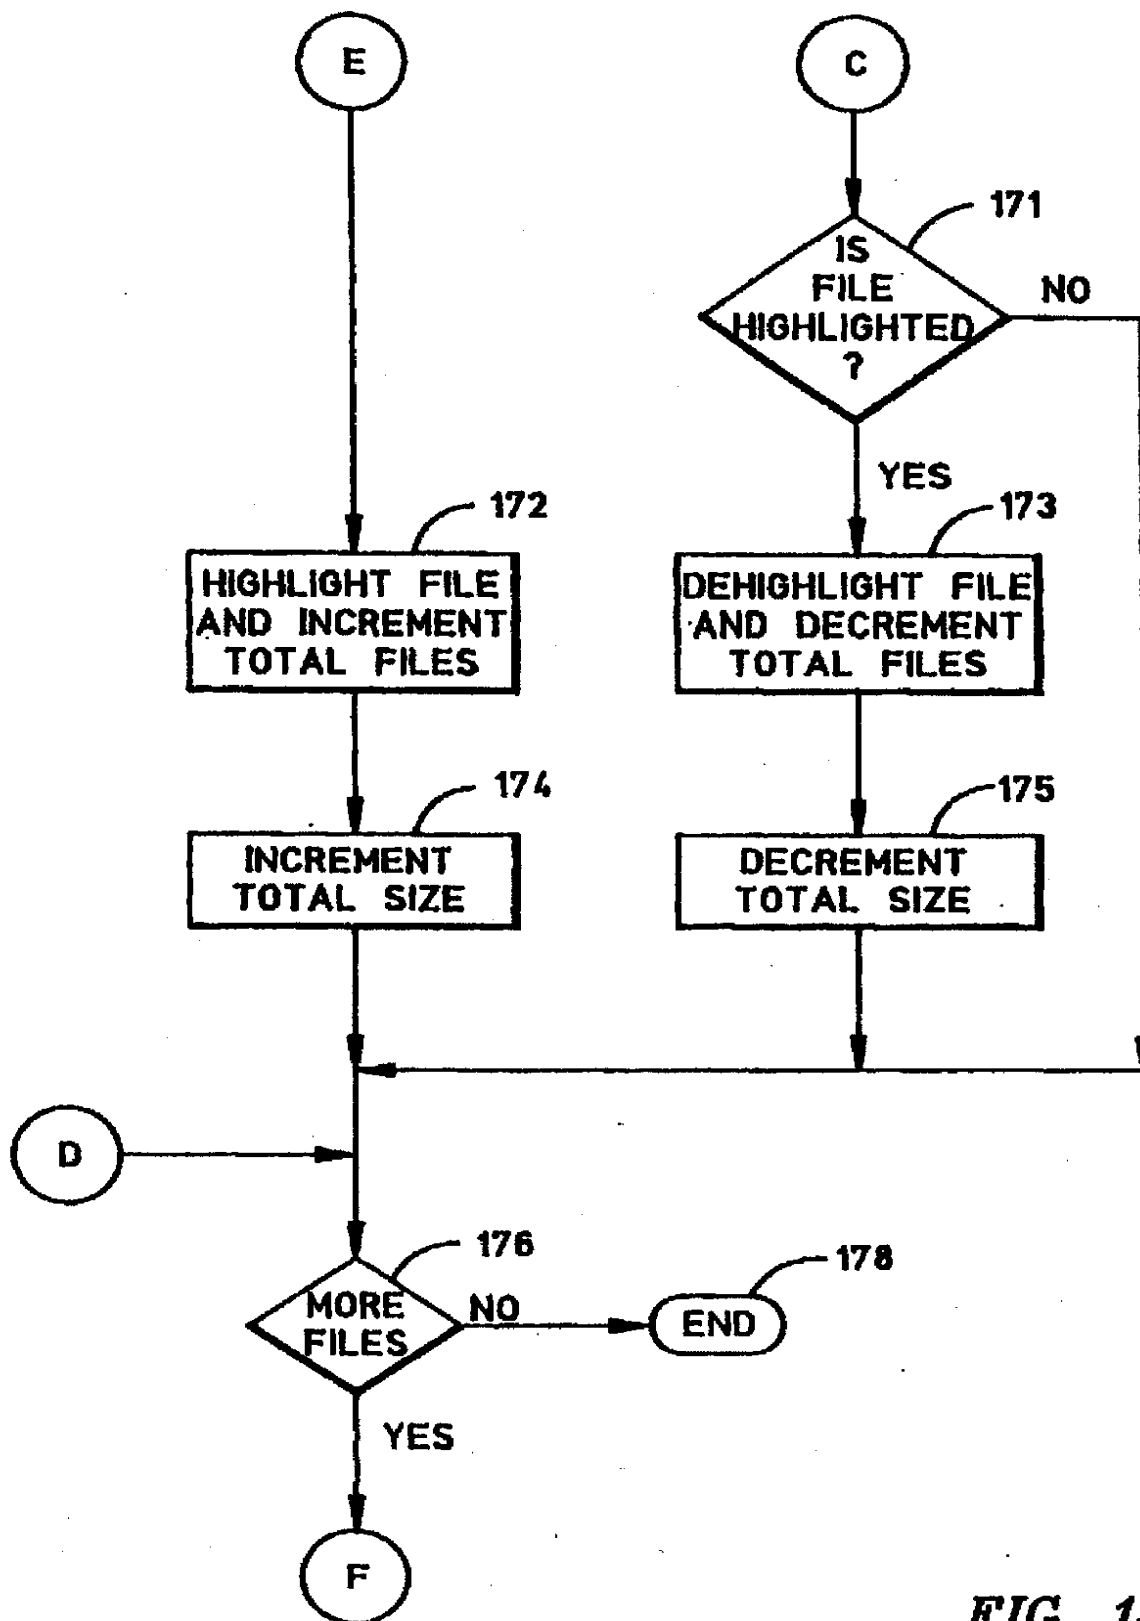 E
C
171
IS
FILE
HIGHLIGHTED
?
NO
YES
172
173
HIGHLIGHT FILE
AND INCREMENT
TOTAL FILES
DEHIGHLIGHT FILE
AND DECREMENT
TOTAL FILES
174
175
INCREMENT
TOTAL SIZE
DECREMENT
TOTAL SIZE
D
176
178
MORE
FILES
NO
END
YES
F
FIG.